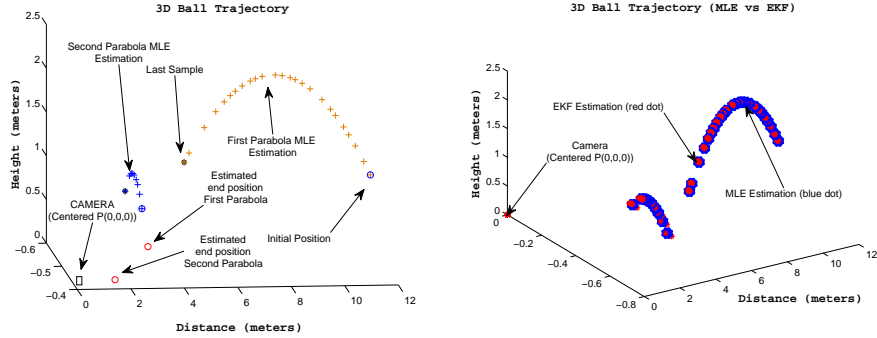 3D Ball Trajectory
2.5
2
1.5
1
0.5
0
−0.6
−0.5
−0.4
0
2
4
6
8
10
12
Height (meters)
Distance (meters)
Second Parabola MLE
Estimation
Last Sample
First Parabola MLE
Estimation
Estimated
end position
First Parabola
CAMERA
(Centered P(0,0,0))
Estimated
end position
Second Parabola
Initial Position
3D Ball Trajectory (MLE vs EKF)
2.5
2
1.5
1
0.5
0
0
−0.2
−0.4
−0.6
−0.8
0
2
4
6
8
10
12
Height (meters)
Distance (meters)
EKF Estimation (red dot)
Camera
(Centered P(0,0,0))
MLE Estimation (blue dot)